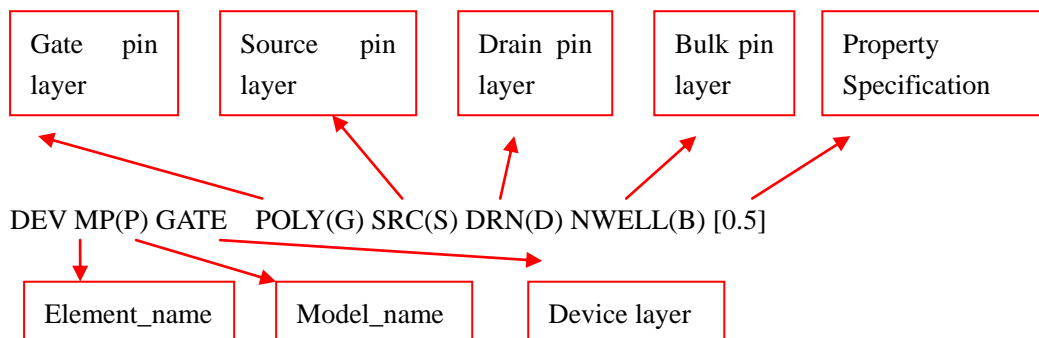 Gate pin layer
Source pin layer
Drain pin layer
Bulk pin layer
Property Specification
DEV MP(P) GATE POLY(G) SRC(S) DRN(D) NWELL(B) [0.5]
Element_name
Model_name
Device layer